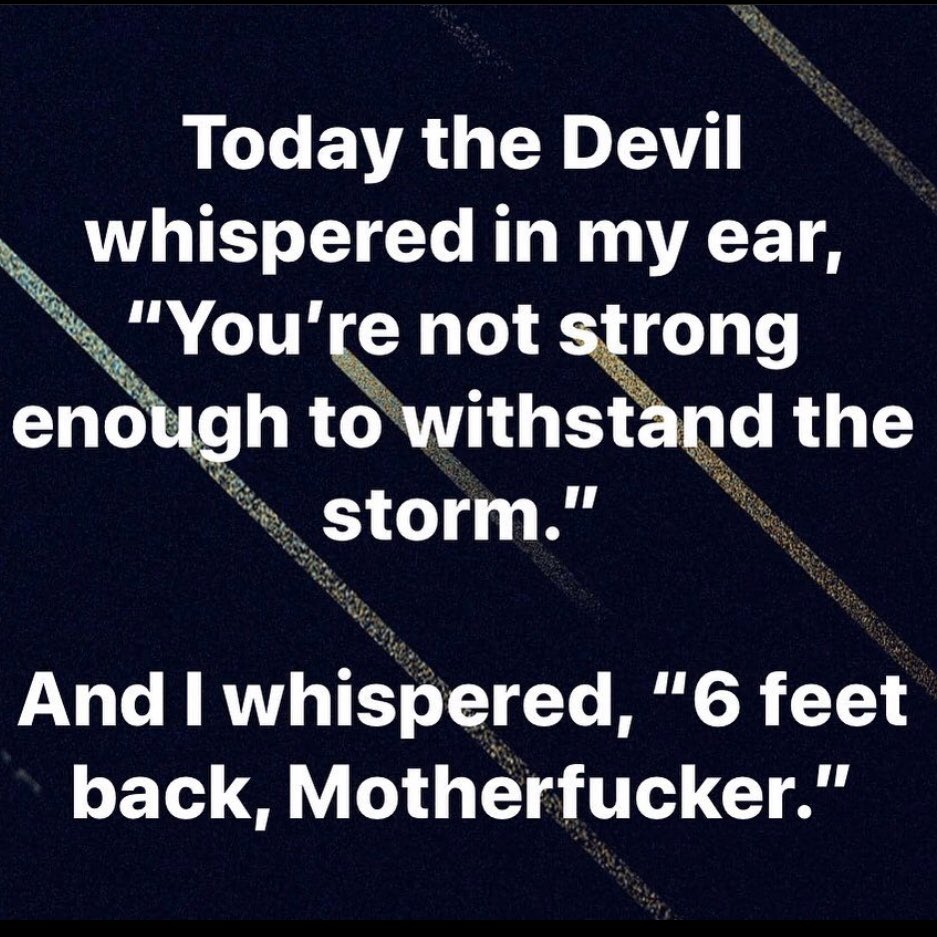 Today the Devil
whispered in my ear,
“You’re not strong
enough to withstand the
storm.”
And I whispered, “6 feet
back, Motherfucker.”